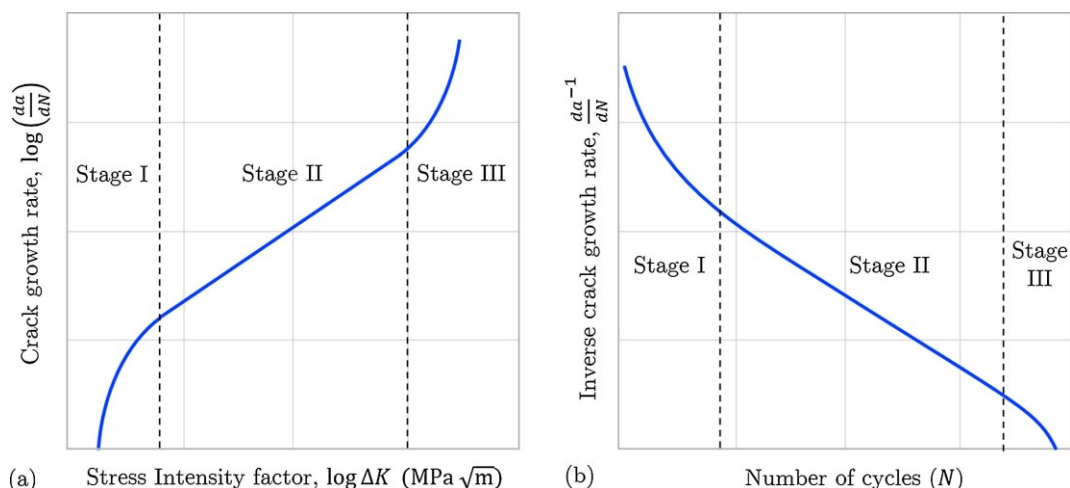 Crack growth rate, log(da/dN)
Stage I
Stage II
Stage III
(a)
Stress Intensity factor, log ΔK (MPa √m)
Inverse crack growth rate, da/dN⁻¹
Stage I
Stage II
Stage
III
(b)
Number of cycles (N)